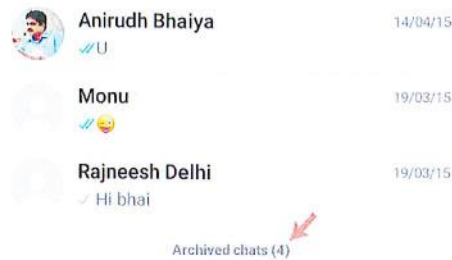 Anirudh Bhaiya 14/04/15
U
Monu 19/03/15
😜
Rajneesh Delhi 19/03/15
Hi bhai
Archived chats (4)